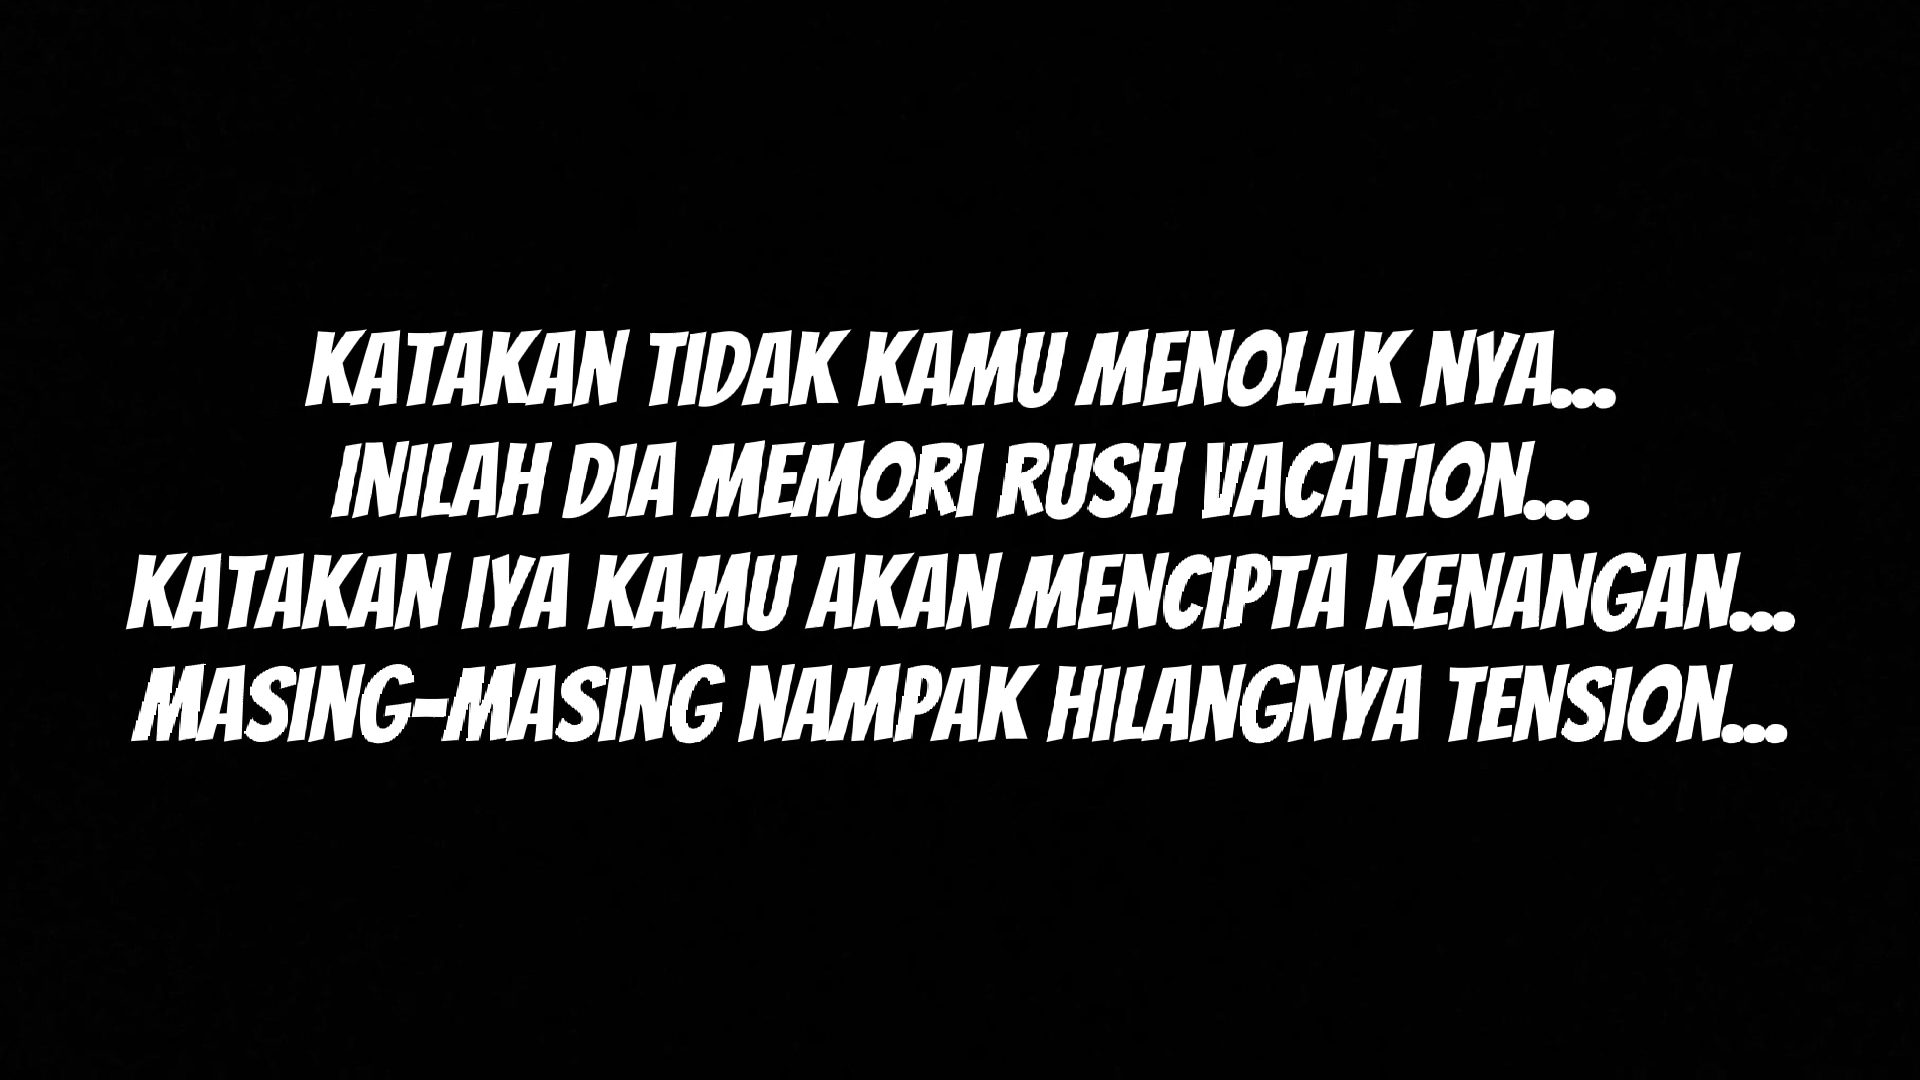 KATAKAN TIDAK KAMU MENOLAK NYA...
INILAH DIA MEMORI RUSH VACATION...
KATAKAN IYA KAMU AKAN MENCIPTA KENANGAN...
MASING-MASING NAMPAK HILANGNYA TENSION...